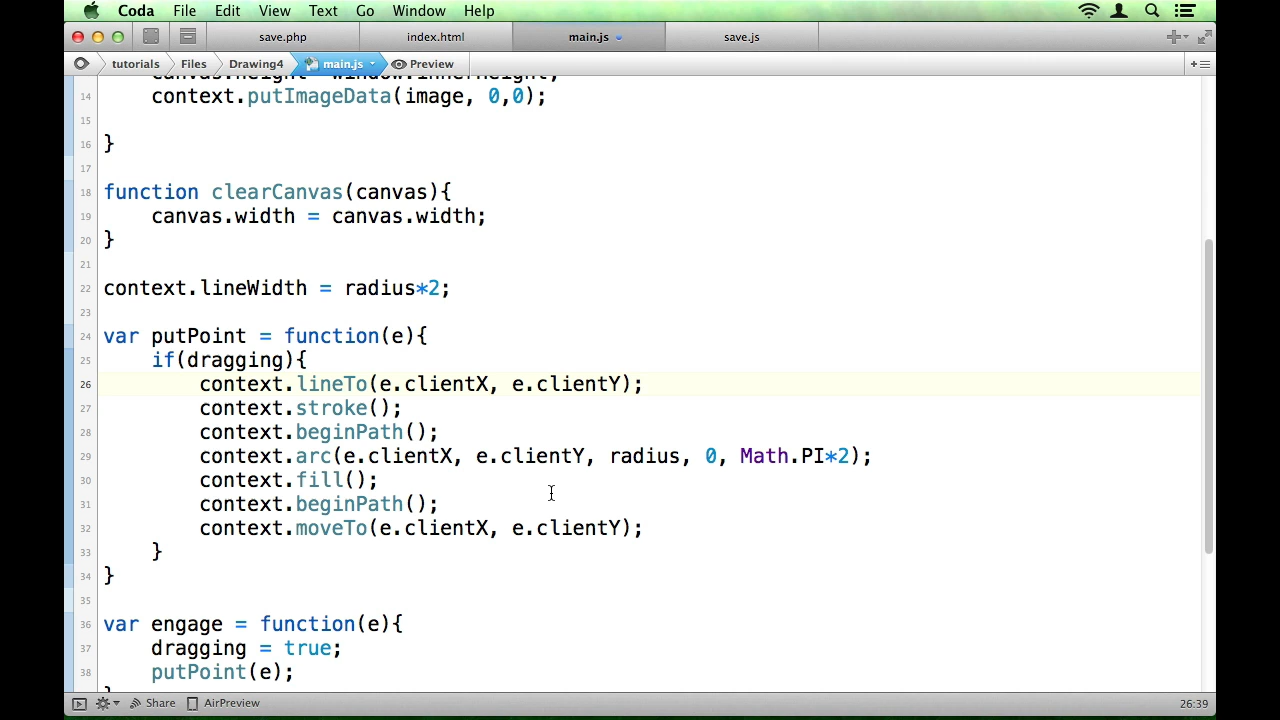 Coda File Edit View Text Go Window Help
save.php index.html main.js save.js
tutorials Files Drawing4 main.js Preview
canvas.height = window.innerHeight;
14 context.putImageData(image, 0,0);
15
16 }
17
18 function clearCanvas(canvas){
19 canvas.width = canvas.width;
20 }
21
22 context.lineWidth = radius*2;
23
24 var putPoint = function(e){
25 if(dragging){
26 context.lineTo(e.clientX, e.clientY);
27 context.stroke();
28 context.beginPath();
29 context.arc(e.clientX, e.clientY, radius, 0, Math.PI*2);
30 context.fill();
31 context.beginPath();
32 context.moveTo(e.clientX, e.clientY);
33 }
34 }
35
36 var engage = function(e){
37 dragging = true;
38 putPoint(e);
}
Share AirPreview 26:39